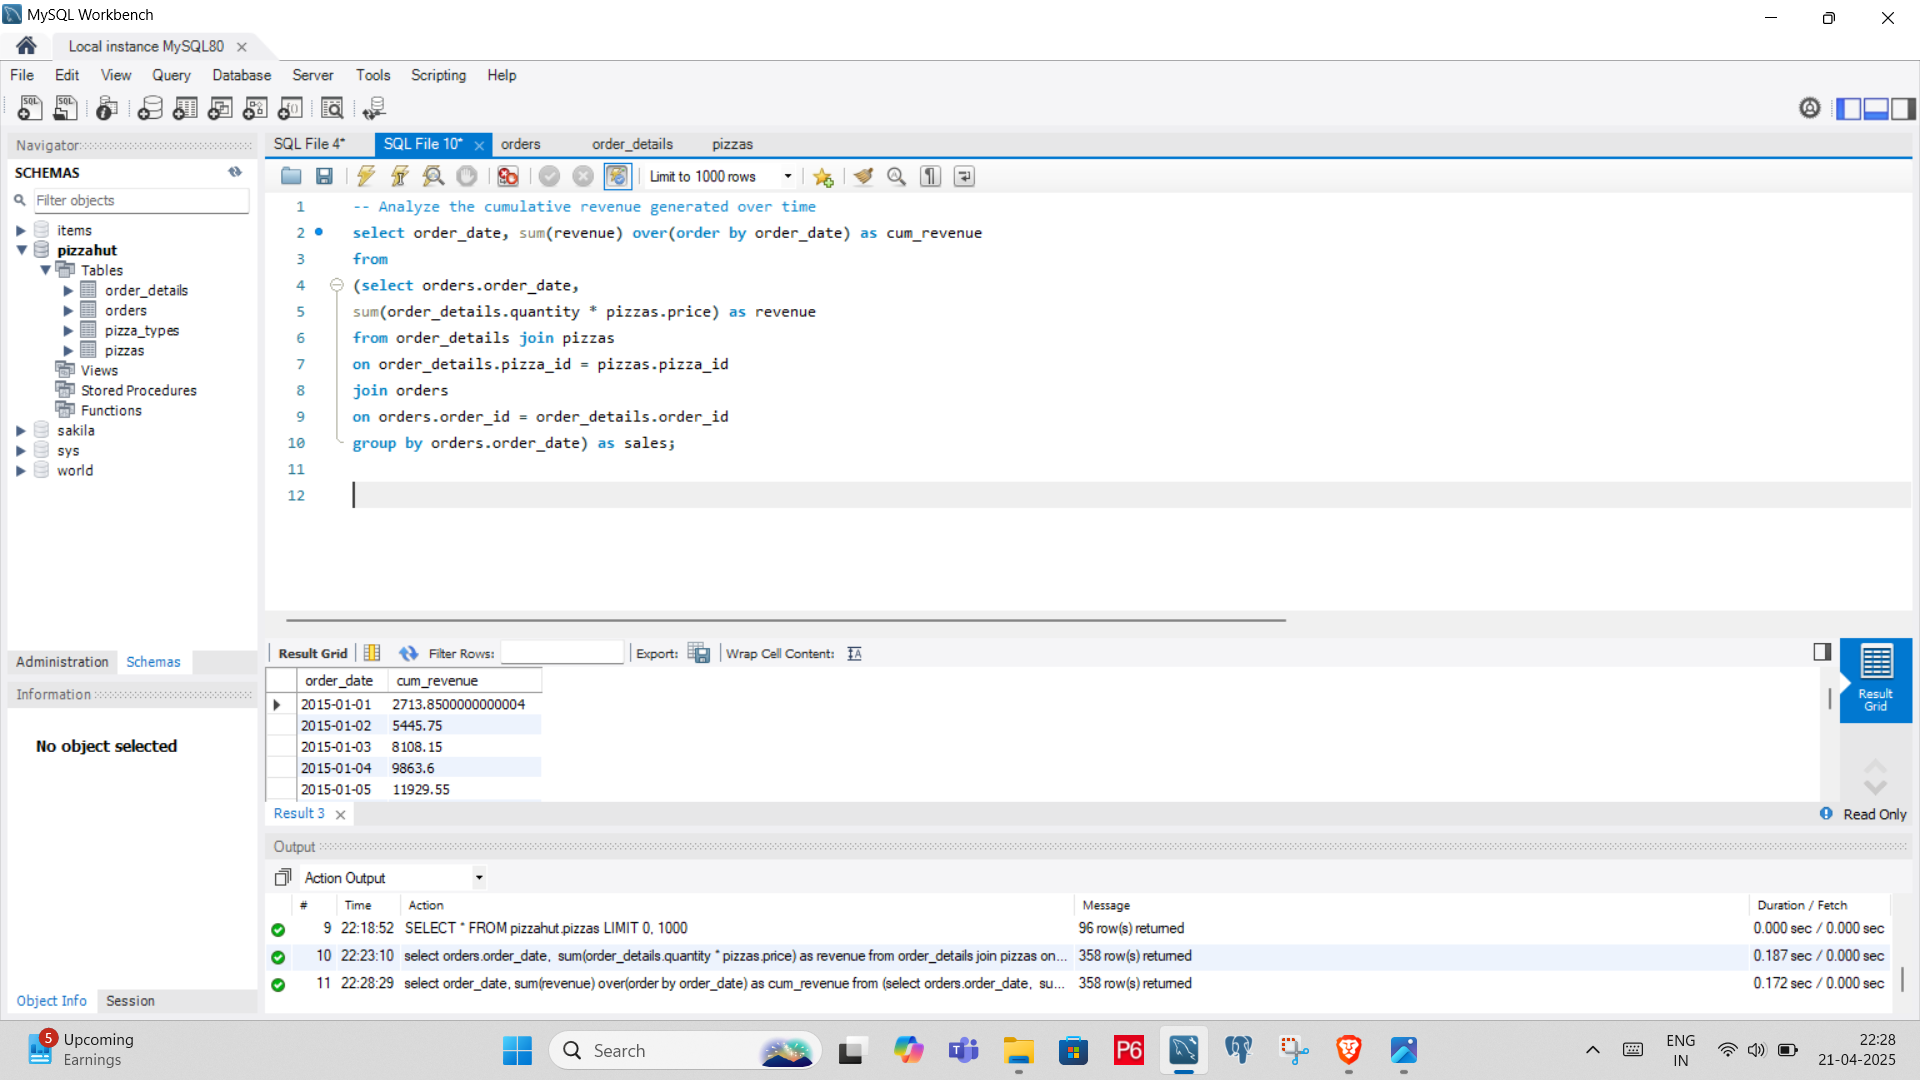 MySQL Workbench
Local instance MySQL80
File Edit View Query Database Server Tools Scripting Help
Navigator
SCHEMAS
Filter objects
items
pizzahut
Tables
order_details
orders
pizza_types
pizzas
Views
Stored Procedures
Functions
sakila
sys
world
Administration Schemas
Information
No object selected
Object Info Session
SQL File 4* SQL File 10* orders order_details pizzas
Limit to 1000 rows
1 -- Analyze the cumulative revenue generated over time
2 select order_date, sum(revenue) over(order by order_date) as cum_revenue
3 from
4 (select orders.order_date,
5 sum(order_details.quantity * pizzas.price) as revenue
6 from order_details join pizzas
7 on order_details.pizza_id = pizzas.pizza_id
8 join orders
9 on orders.order_id = order_details.order_id
10 group by orders.order_date) as sales;
11
12
Result Grid Filter Rows: Export: Wrap Cell Content:
order_date cum_revenue
2015-01-01 2713.8500000000004
2015-01-02 5445.75
2015-01-03 8108.15
2015-01-04 9863.6
2015-01-05 11929.55
Result Grid
Result 3 Read Only
Output
Action Output
# Time Action Message Duration / Fetch
9 22:18:52 SELECT * FROM pizzahut.pizzas LIMIT 0, 1000 96 row(s) returned 0.000 sec / 0.000 sec
10 22:23:10 select orders.order_date, sum(order_details.quantity * pizzas.price) as revenue from order_details join pizzas on... 358 row(s) returned 0.187 sec / 0.000 sec
11 22:28:29 select order_date, sum(revenue) over(order by order_date) as cum_revenue from (select orders.order_date, su... 358 row(s) returned 0.172 sec / 0.000 sec
5
Upcoming
Earnings
Search
P6
ENG
IN
22:28
21-04-2025